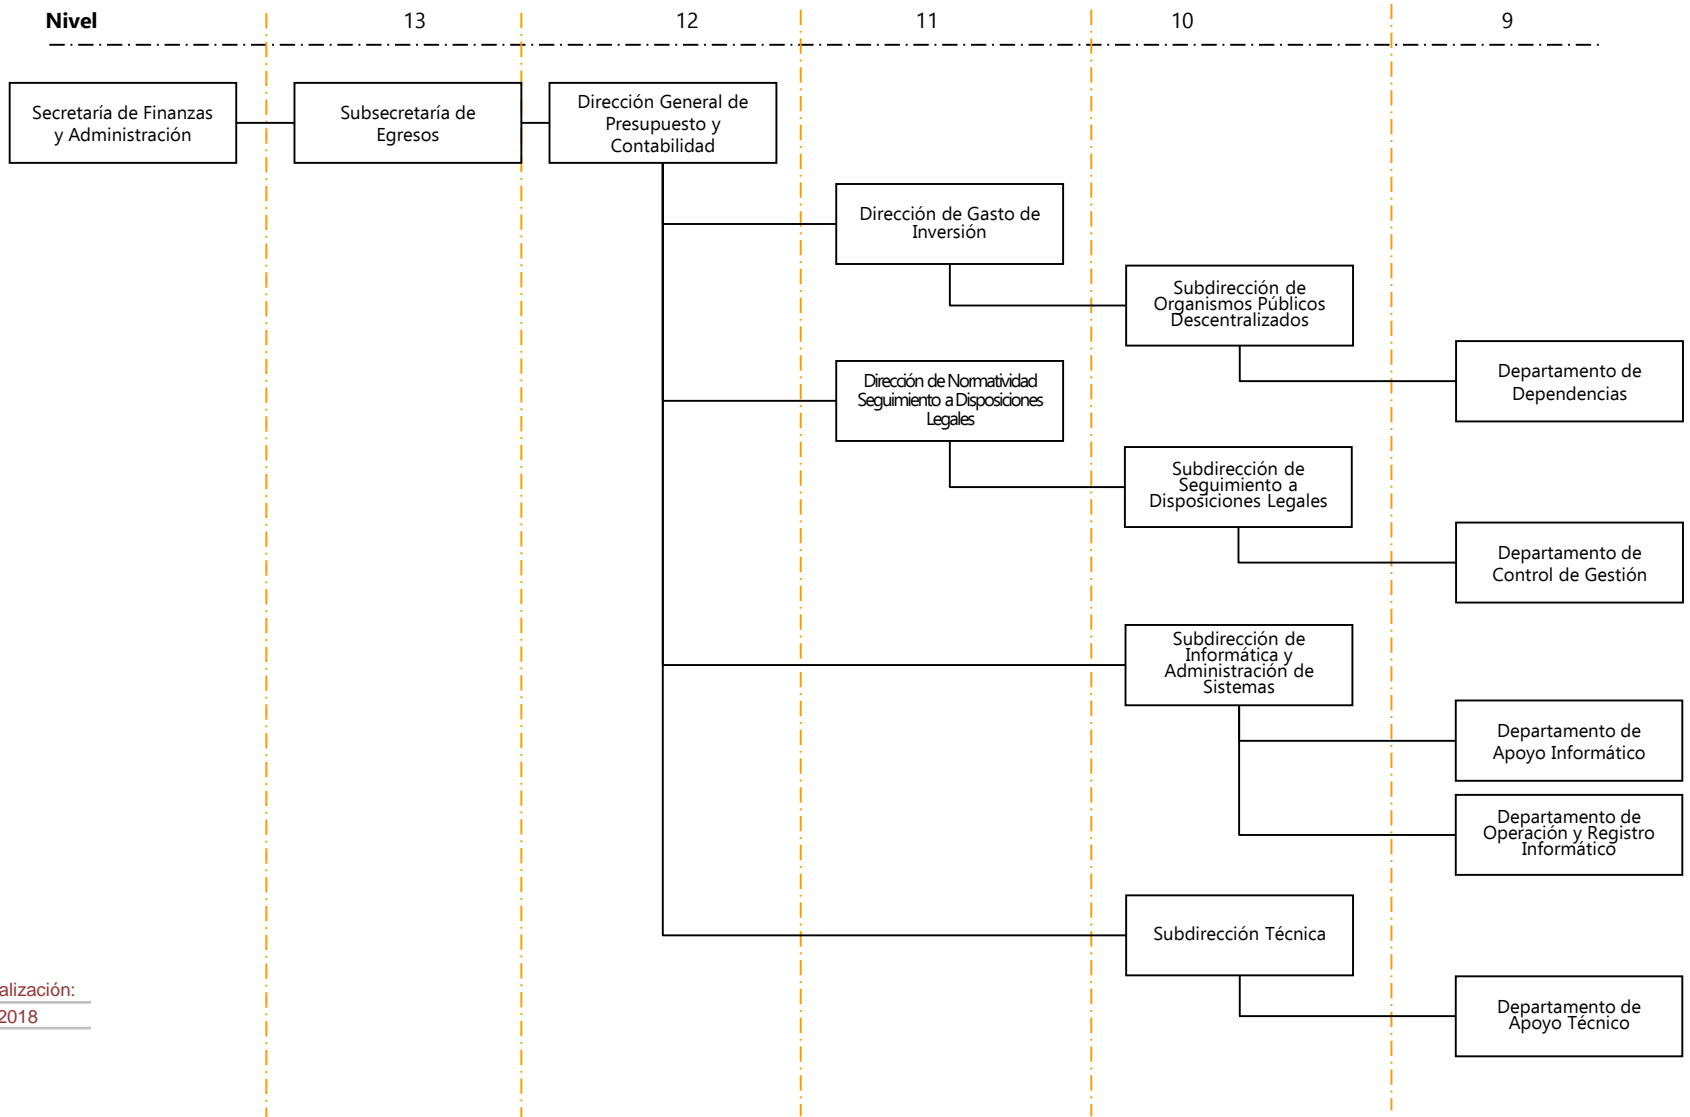 Nivel 13 12 11 10 9
Secretaría de Finanzas
y Administración
Subsecretaría de
Egresos
Dirección General de
Presupuesto y
Contabilidad
Dirección de Gasto de
Inversión
Subdirección de
Organismos Públicos
Descentralizados
Departamento de
Dependencias
Dirección de Normatividad
Seguimiento a Disposiciones
Legales
Subdirección de
Seguimiento a
Disposiciones Legales
Departamento de
Control de Gestión
Subdirección de
Informática y
Administración de
Sistemas
Departamento de
Apoyo Informático
Departamento de
Operación y Registro
Informático
Subdirección Técnica
Departamento de
Apoyo Técnico
alización:
2018